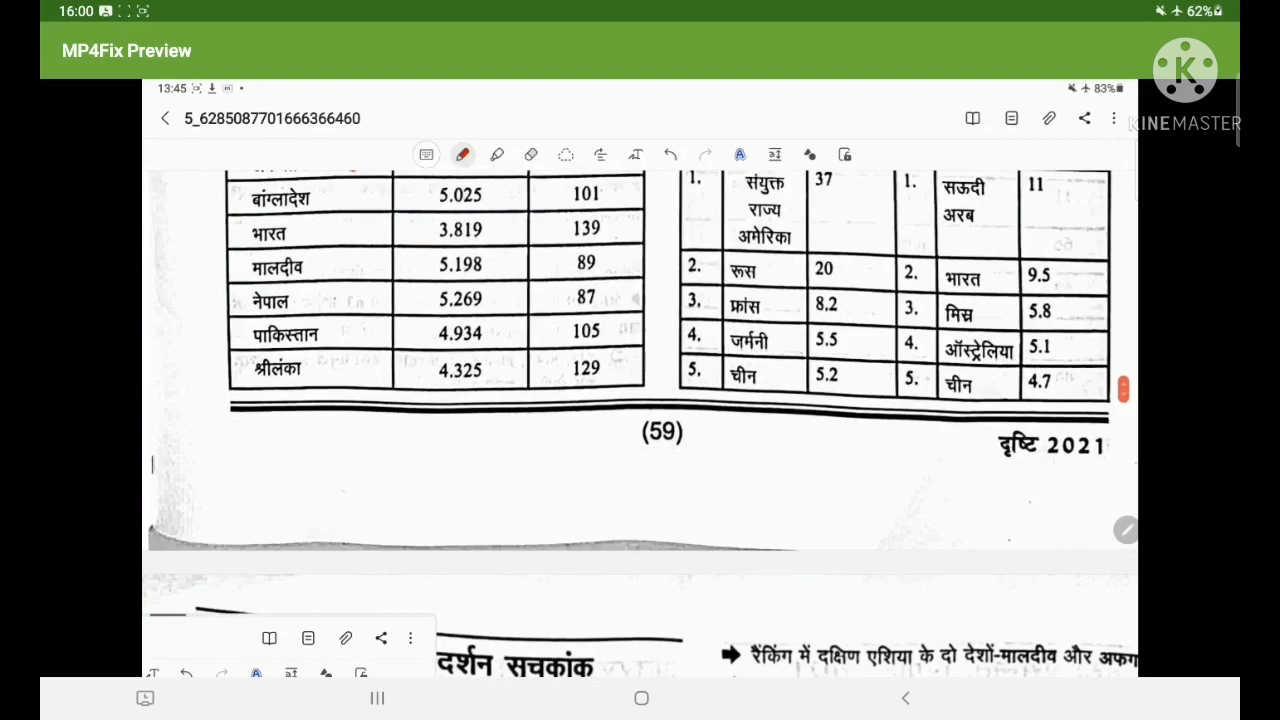 16:00
62%
MP4Fix Preview
K
KINEMASTER
13:45
83%
5_6285087701666366460
बांग्लादेश 5.025 101
भारत 3.819 139
मालदीव 5.198 89
नेपाल 5.269 87
पाकिस्तान 4.934 105
श्रीलंका 4.325 129
1. संयुक्त 37 1. सऊदी 11
राज्य अरब
अमेरिका
2. रूस 20 2. भारत 9.5
3. फ्रांस 8.2 3. मिस्र 5.8
4. जर्मनी 5.5 4. ऑस्ट्रेलिया 5.1
5. चीन 5.2 5. चीन 4.7
(59)
दृष्टि 2021
दर्शन सूचकांक
➡ रैंकिंग में दक्षिण एशिया के दो देशों-मालदीव और अफग